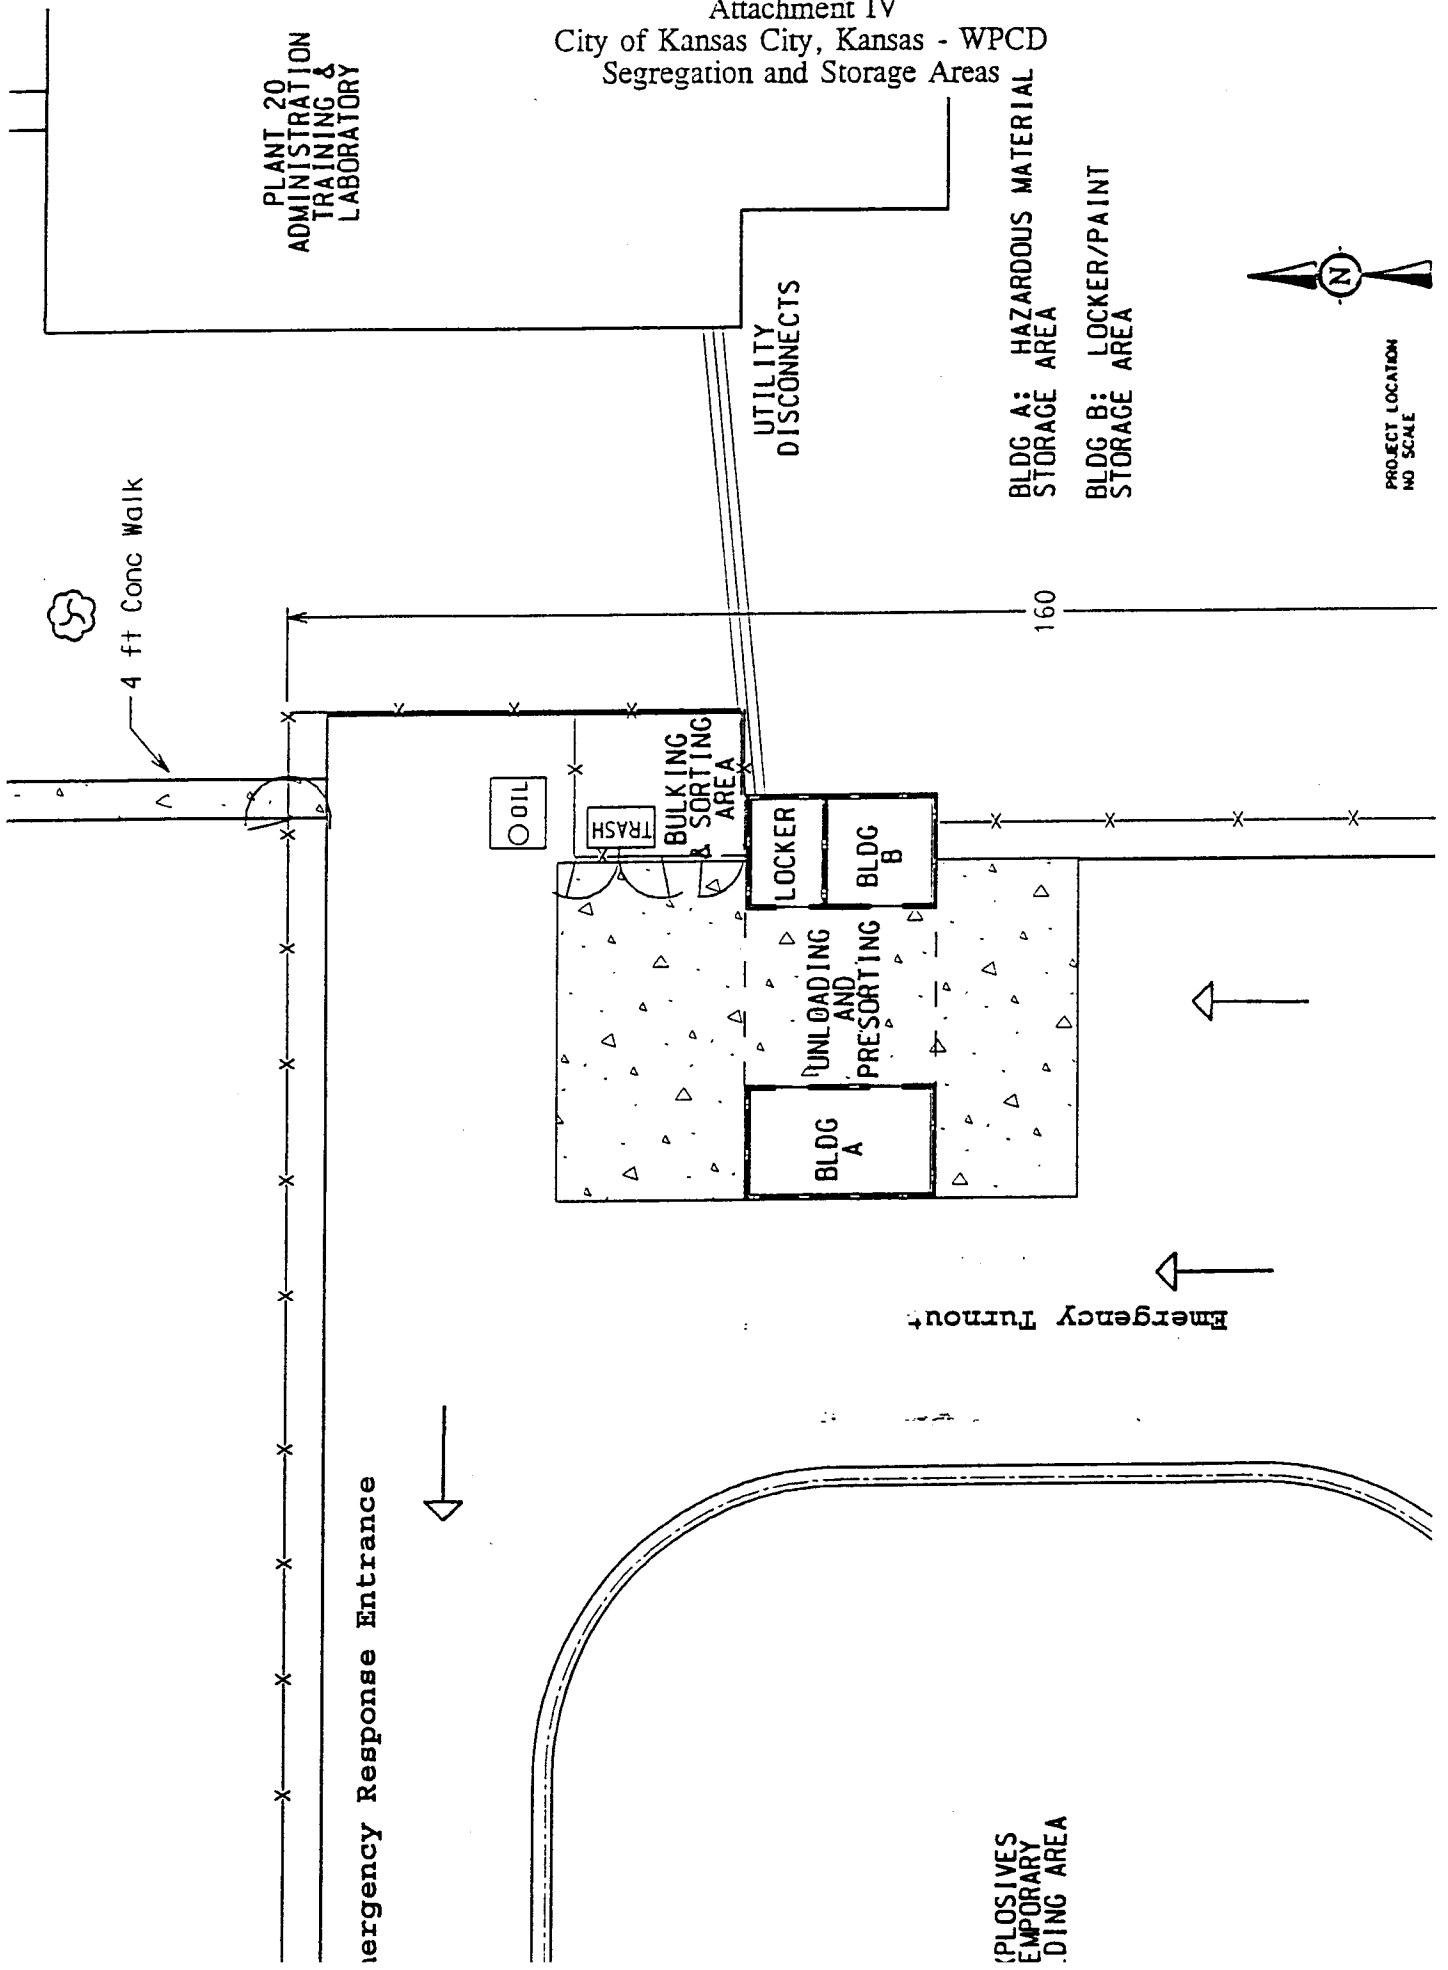 Attachment IV
City of Kansas City, Kansas - WPCD
Segregation and Storage Areas
PLANT 20
ADMINISTRATION
TRAINING &
LABORATORY
4 ft Conc Walk
UTILITY
DISCONNECTS
BLDG A: HAZARDOUS MATERIAL
STORAGE AREA
BLDG B: LOCKER/PAINT
STORAGE AREA
N
PROJECT LOCATION
NO SCALE
160
OIL
TRASH
BULKING
& SORTING
AREA
LOCKER
BLDG
B
UNLOADING
AND
PRESORTING
BLDG
A
Emergency Turnout
ergency Response Entrance
XPLOSIVES
EMPORARY
DING AREA